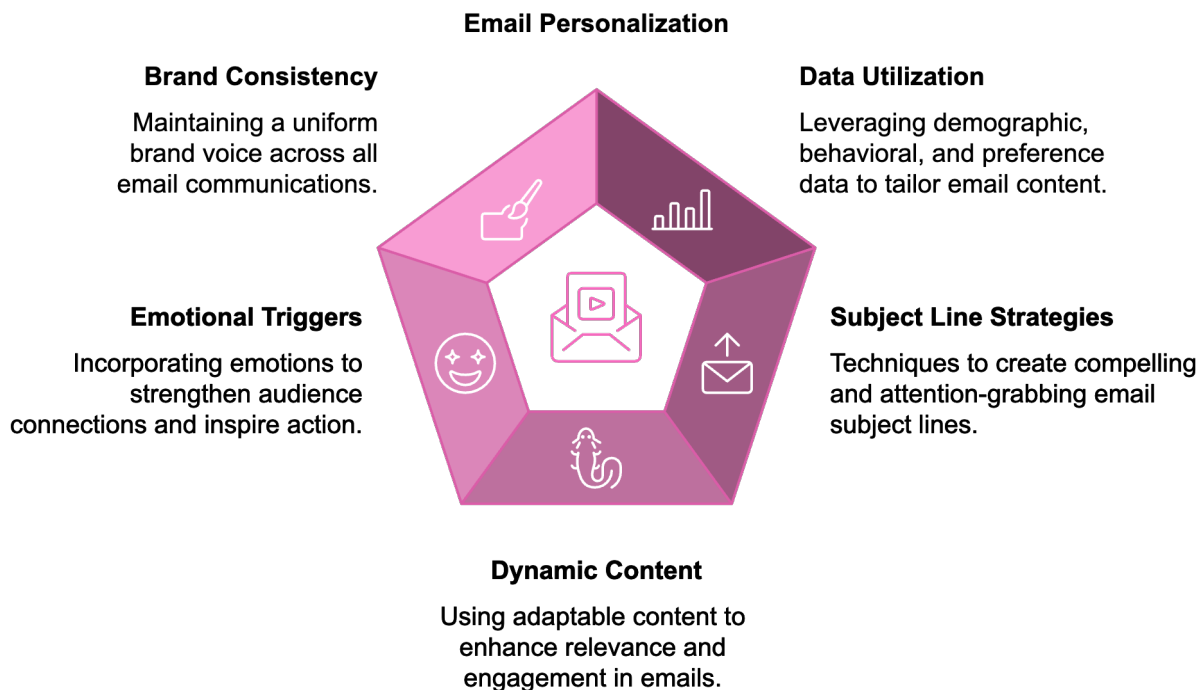 Email Personalization
Brand Consistency
Maintaining a uniform
brand voice across all
email communications.
Data Utilization
Leveraging demographic,
behavioral, and preference
data to tailor email content.
Emotional Triggers
Incorporating emotions to
strengthen audience
connections and inspire action.
Subject Line Strategies
Techniques to create compelling
and attention-grabbing email
subject lines.
Dynamic Content
Using adaptable content to
enhance relevance and
engagement in emails.